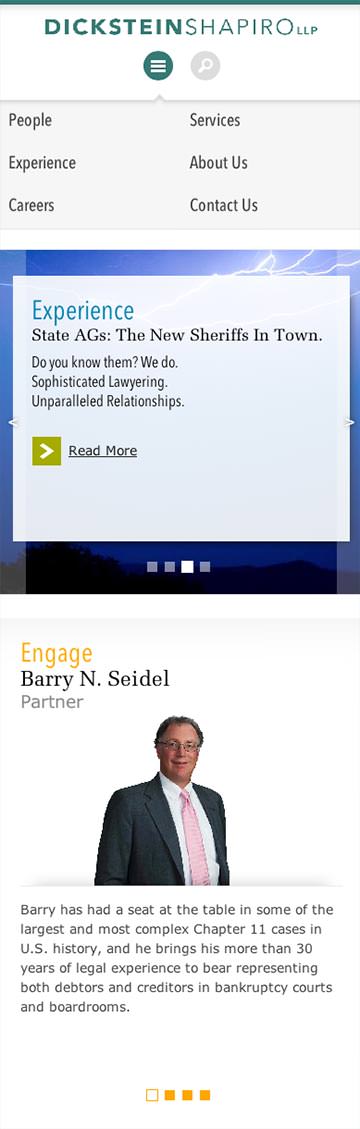 DICKSTEINSHAPIRO LLP
People Services
Experience About Us
Careers Contact Us
Experience
State AGs: The New Sheriffs In Town.
Do you know them? We do.
Sophisticated Lawyering.
Unparalleled Relationships.
< >
Read More
Engage
Barry N. Seidel
Partner
Barry has had a seat at the table in some of the
largest and most complex Chapter 11 cases in
U.S. history, and he brings his more than 30
years of legal experience to bear representing
both debtors and creditors in bankruptcy courts
and boardrooms.